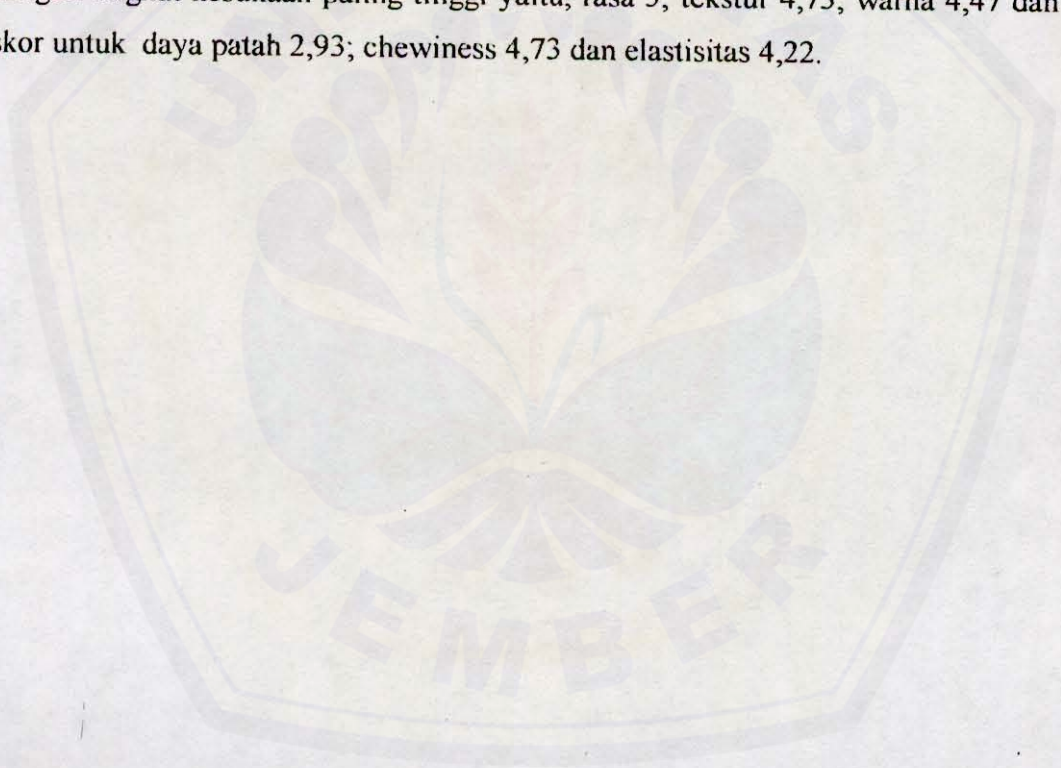 tingkat kesukaan paling tinggi yaitu, rasa 5; tekstur 4,73; warna 4,47 dan
skor untuk daya patah 2,93; chewiness 4,73 dan elastisitas 4,22.
JEMBER